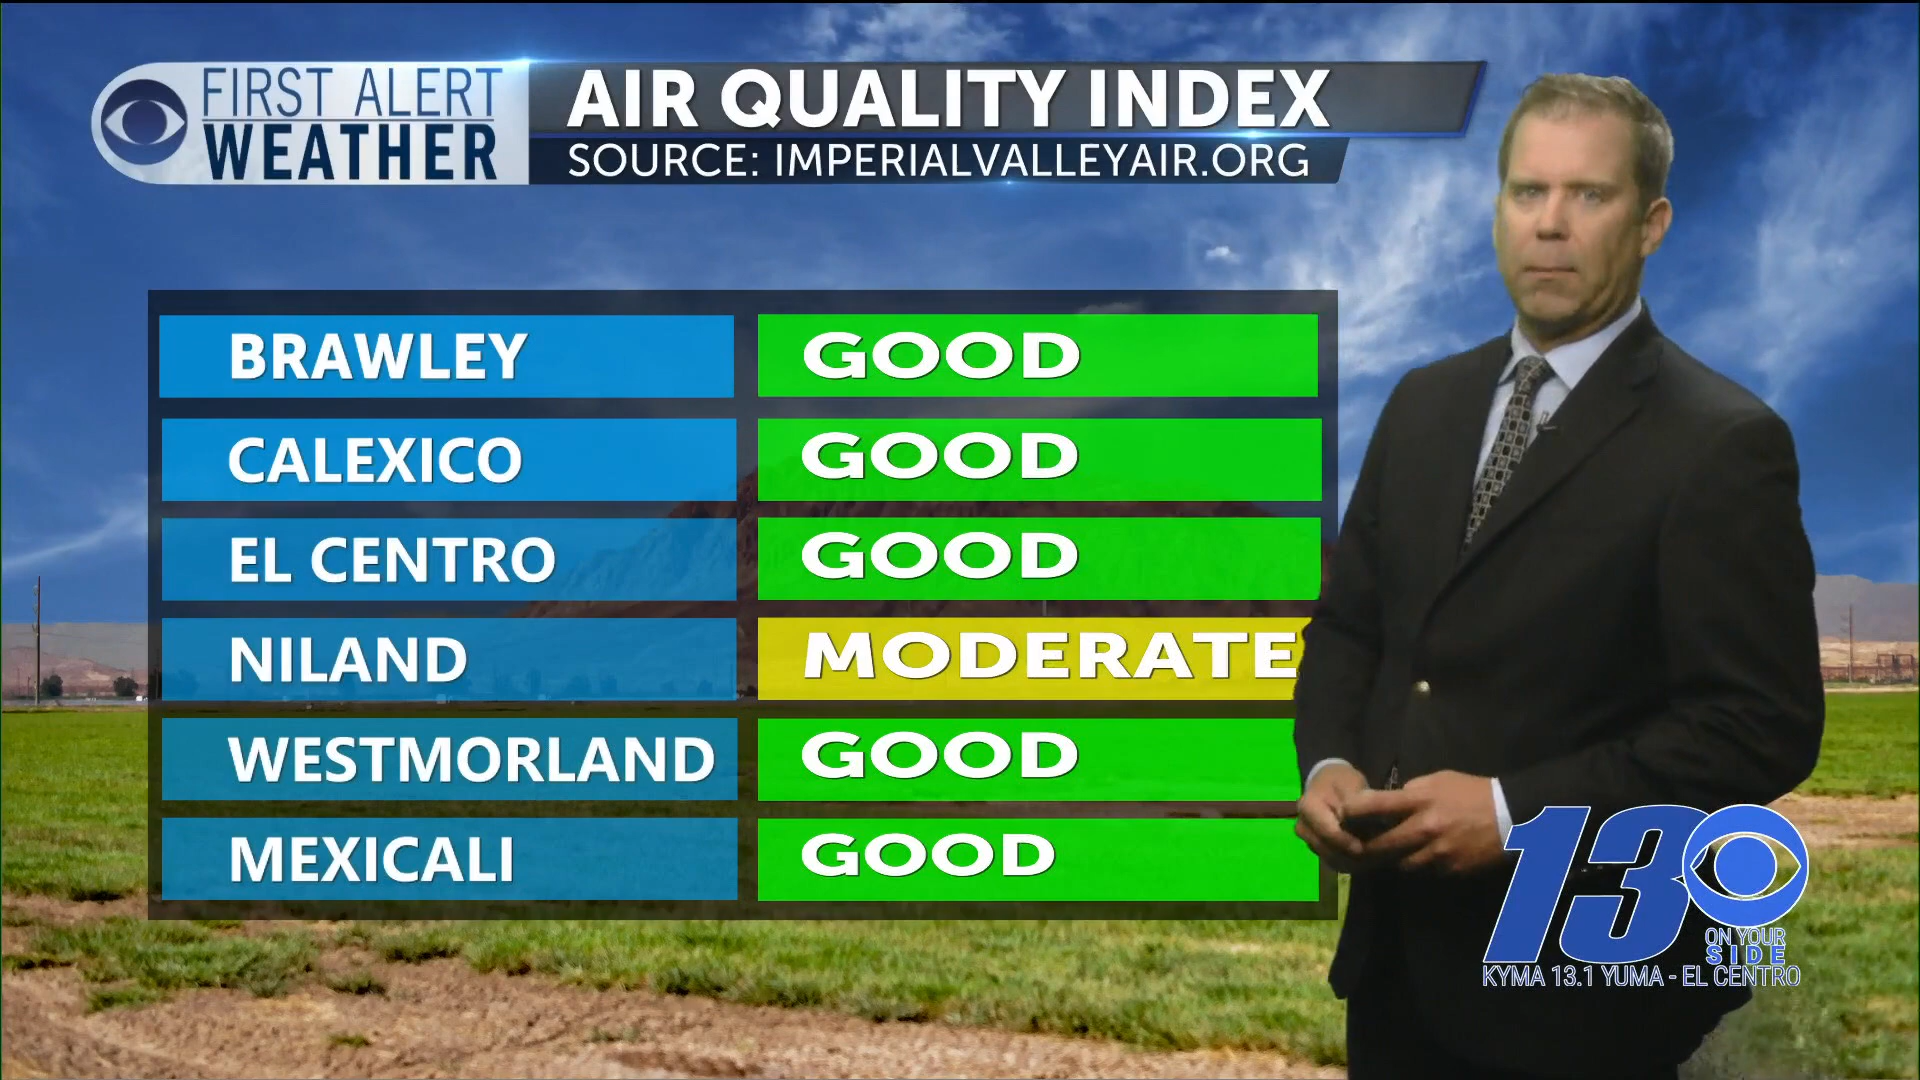 FIRST ALERT
WEATHER
AIR QUALITY INDEX
SOURCE: IMPERIALVALLEYAIR.ORG
BRAWLEY GOOD
CALEXICO GOOD
EL CENTRO GOOD
NILAND MODERATE
WESTMORLAND GOOD
MEXICALI GOOD
13
ON YOUR
SIDE
KYMA 13.1 YUMA - EL CENTRO